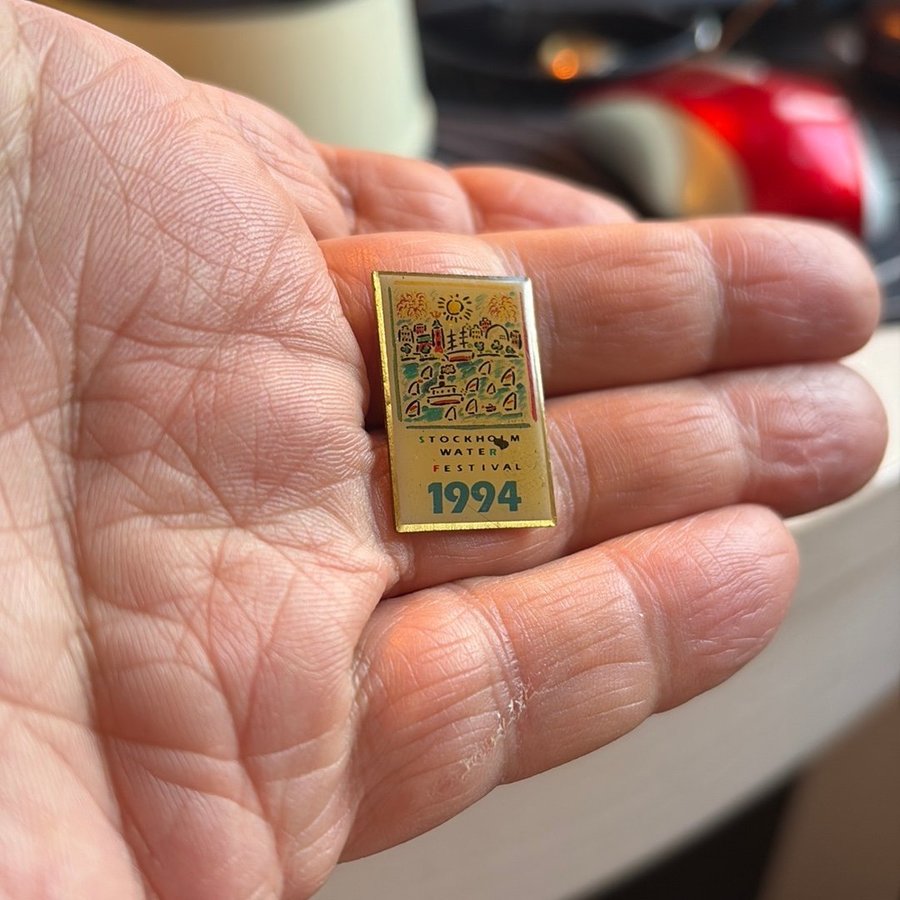 STOCKHOLM
WATER
FESTIVAL
1994